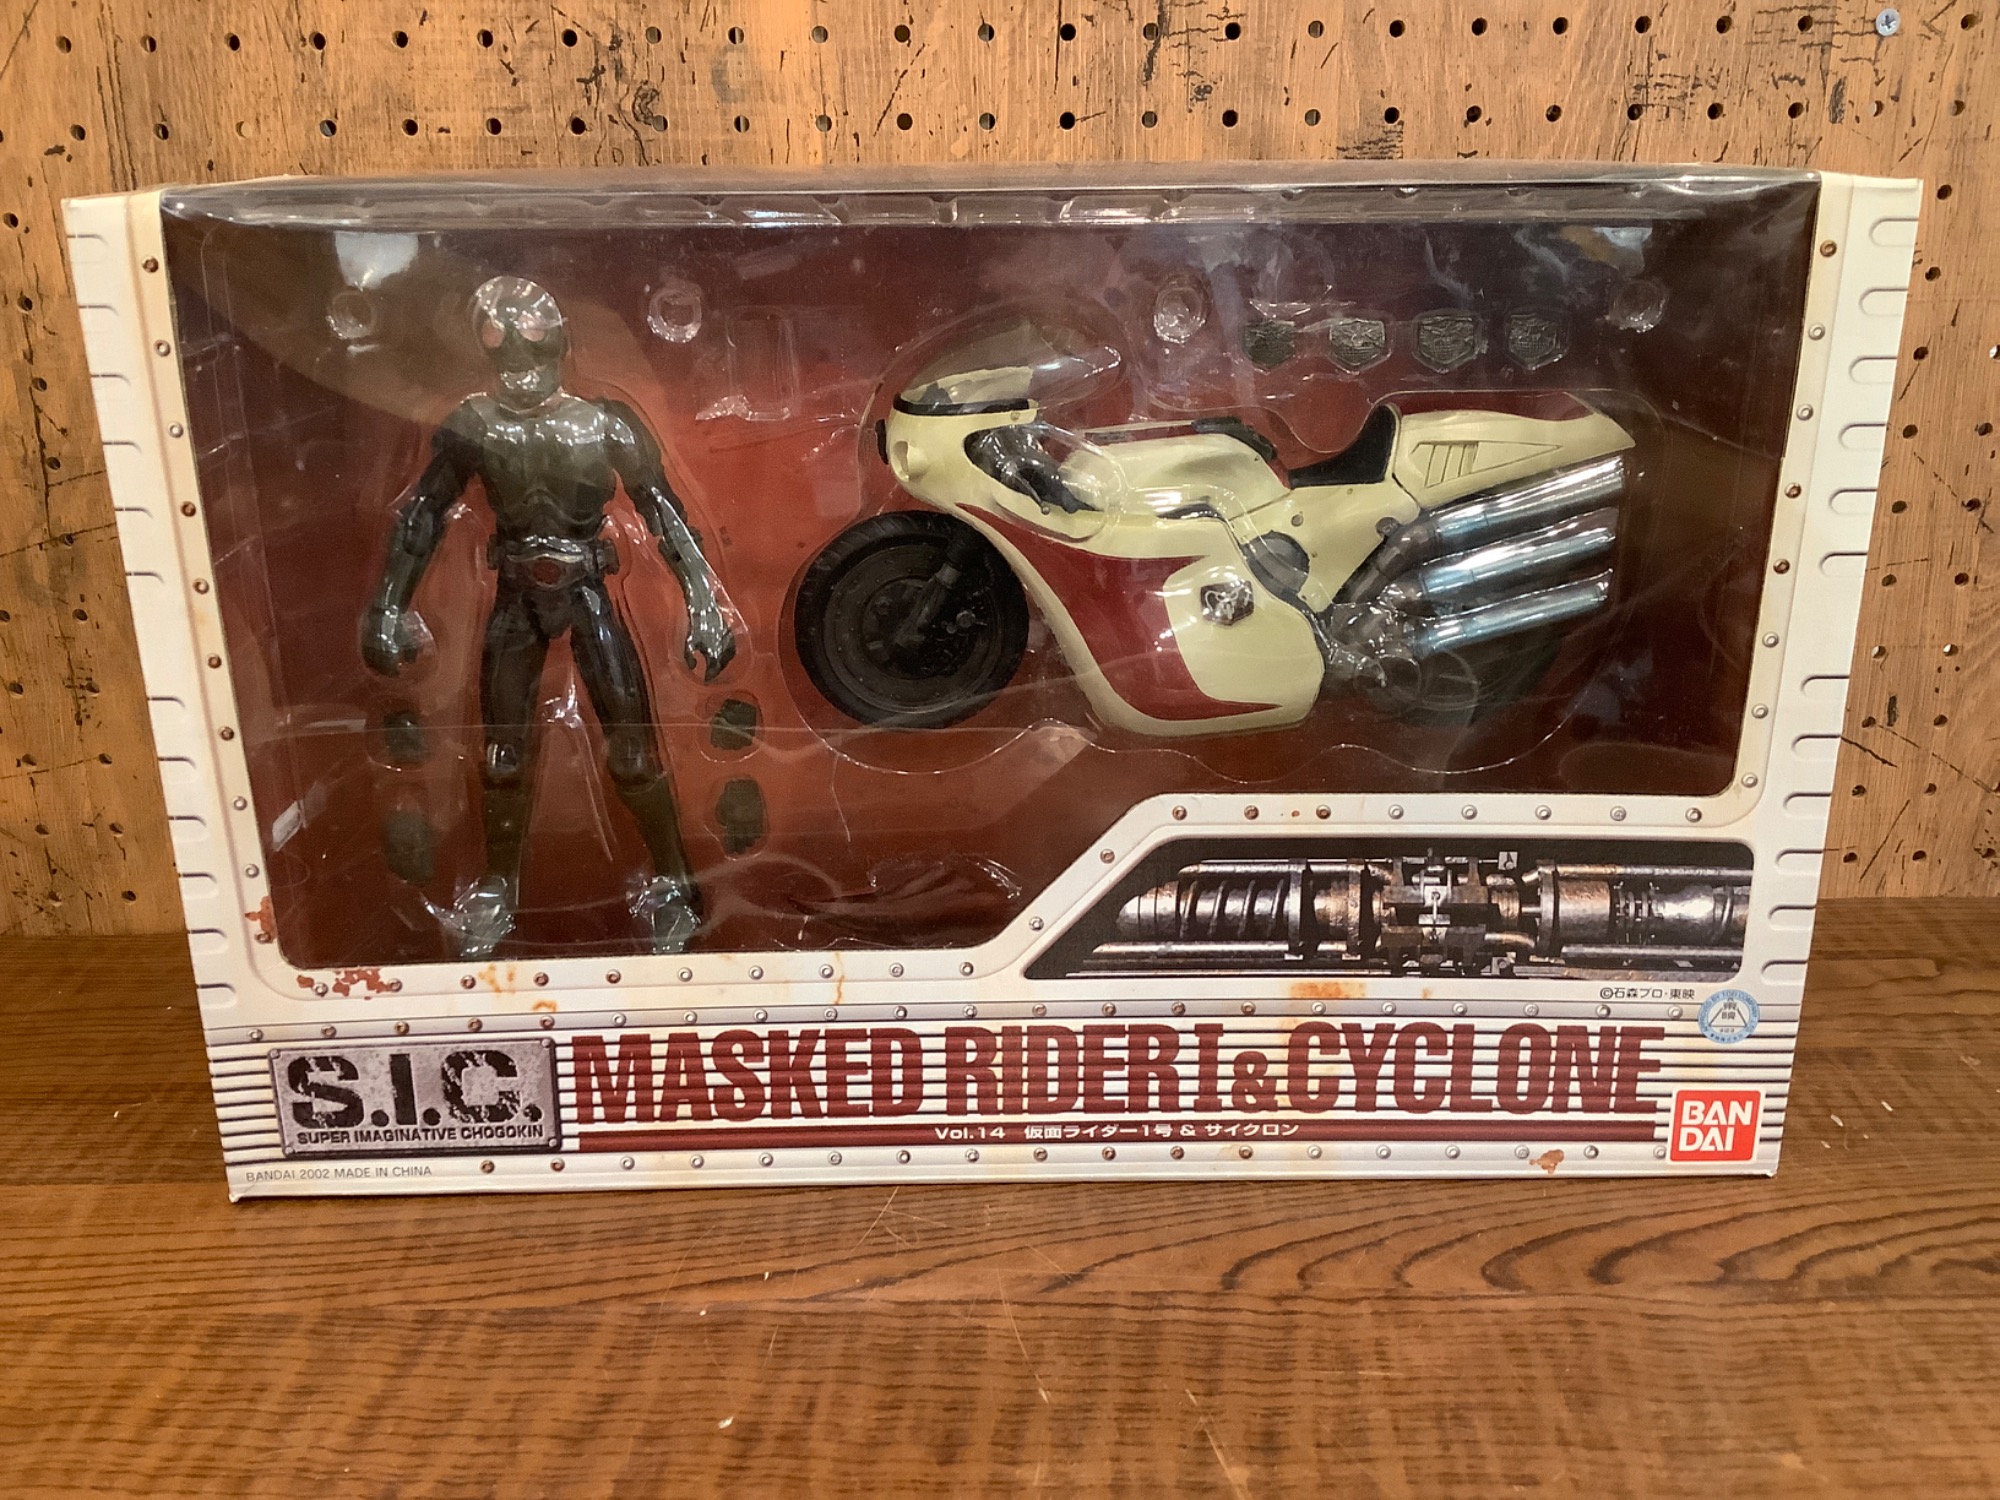 ©石森プロ・東映
S.I.C.
SUPER IMAGINATIVE CHOGOKIN
MASKED RIDER I & CYCLONE
Vol.14 仮面ライダー1号 & サイクロン
BAN
DAI
BANDAI 2002 MADE IN CHINA